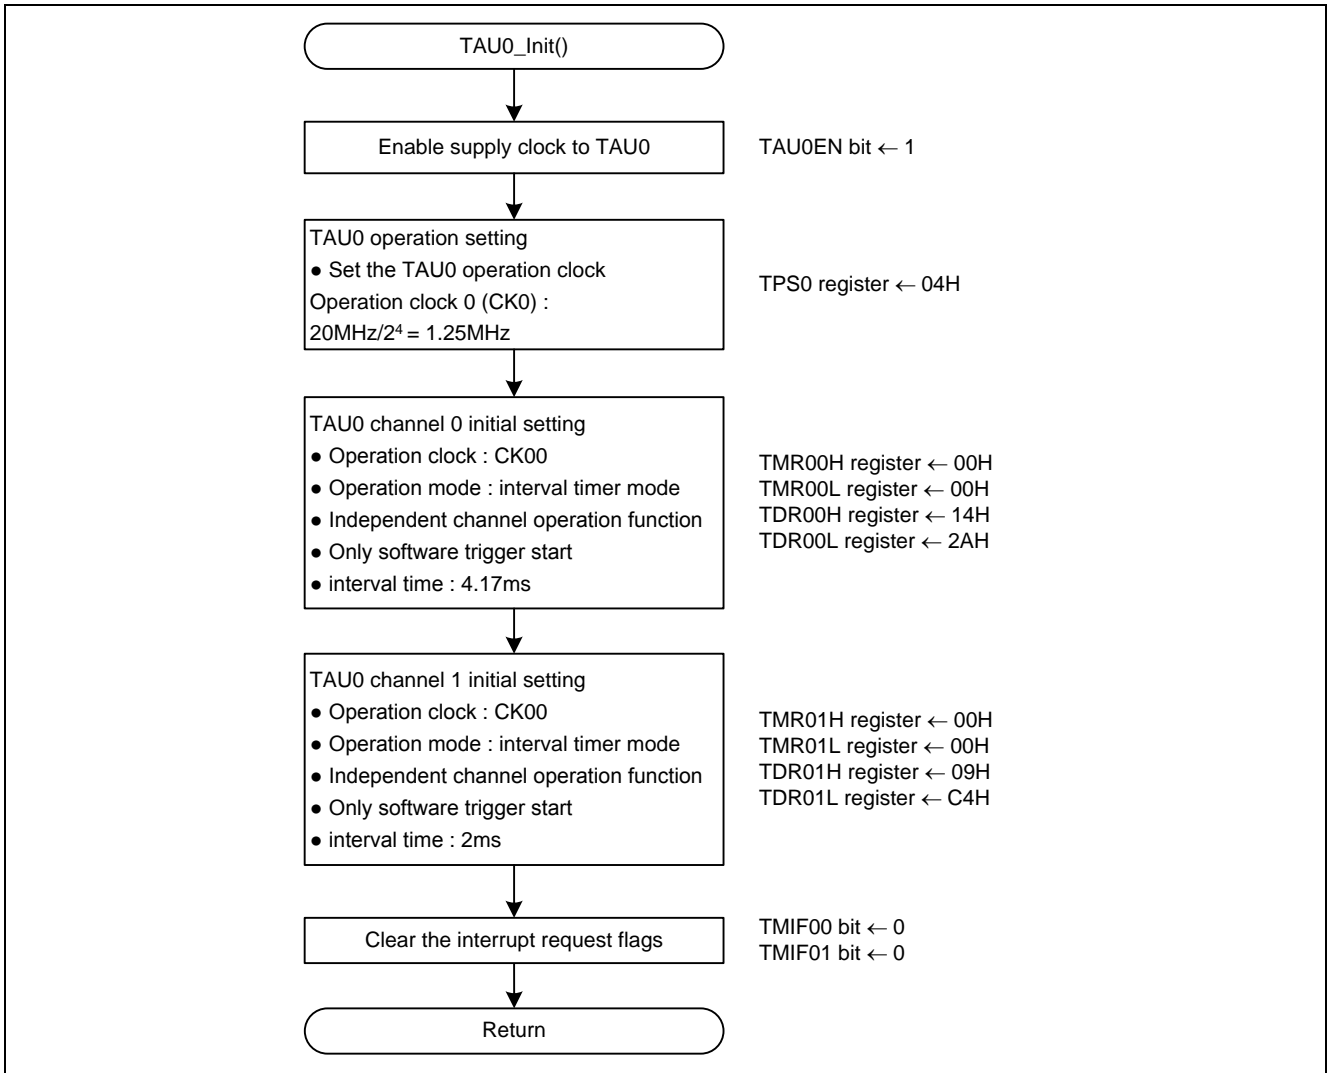 TAU0_Init()
Enable supply clock to TAU0
TAU0EN bit ← 1
TAU0 operation setting
● Set the TAU0 operation clock
Operation clock 0 (CK0) :
20MHz/2⁴ = 1.25MHz
TPS0 register ← 04H
TAU0 channel 0 initial setting
● Operation clock : CK00
● Operation mode : interval timer mode
● Independent channel operation function
● Only software trigger start
● interval time : 4.17ms
TMR00H register ← 00H
TMR00L register ← 00H
TDR00H register ← 14H
TDR00L register ← 2AH
TAU0 channel 1 initial setting
● Operation clock : CK00
● Operation mode : interval timer mode
● Independent channel operation function
● Only software trigger start
● interval time : 2ms
TMR01H register ← 00H
TMR01L register ← 00H
TDR01H register ← 09H
TDR01L register ← C4H
Clear the interrupt request flags
TMIF00 bit ← 0
TMIF01 bit ← 0
Return